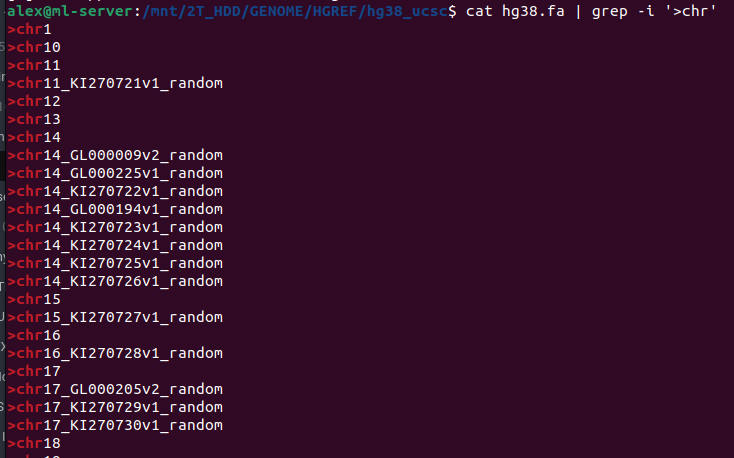 alex@ml-server:/mnt/2T_HDD/GENOME/HGREF/hg38_ucsc$ cat hg38.fa | grep -i '>chr'
>chr1
>chr10
>chr11
>chr11_KI270721v1_random
>chr12
>chr13
>chr14
>chr14_GL000009v2_random
>chr14_GL000225v1_random
>chr14_KI270722v1_random
>chr14_GL000194v1_random
>chr14_KI270723v1_random
>chr14_KI270724v1_random
>chr14_KI270725v1_random
>chr14_KI270726v1_random
>chr15
>chr15_KI270727v1_random
>chr16
>chr16_KI270728v1_random
>chr17
>chr17_GL000205v2_random
>chr17_KI270729v1_random
>chr17_KI270730v1_random
>chr18